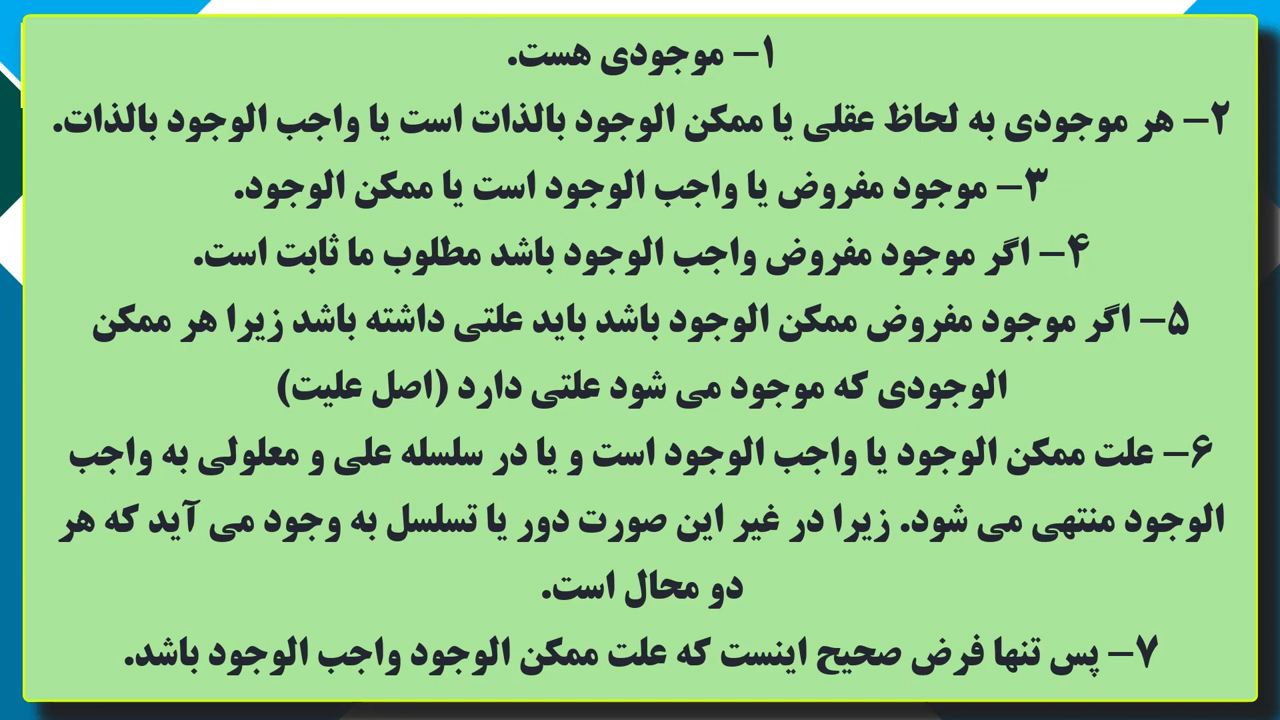 ۱- موجودی هست.
۲- هر موجودی به لحاظ عقلی یا ممکن الوجود بالذات است یا واجب الوجود بالذات.
۳- موجود مفروض یا واجب الوجود است یا ممکن الوجود.
۴- اگر موجود مفروض واجب الوجود باشد مطلوب ما ثابت است.
۵- اگر موجود مفروض ممکن الوجود باشد باید علتی داشته باشد زیرا هر ممکن
الوجودی که موجود می شود علتی دارد (اصل علیت)
۶- علت ممکن الوجود یا واجب الوجود است و یا در سلسله علی و معلولی به واجب
الوجود منتهی می شود. زیرا در غیر این صورت دور یا تسلسل به وجود می آید که هر
دو محال است.
۷- پس تنها فرض صحیح اینست که علت ممکن الوجود واجب الوجود باشد.